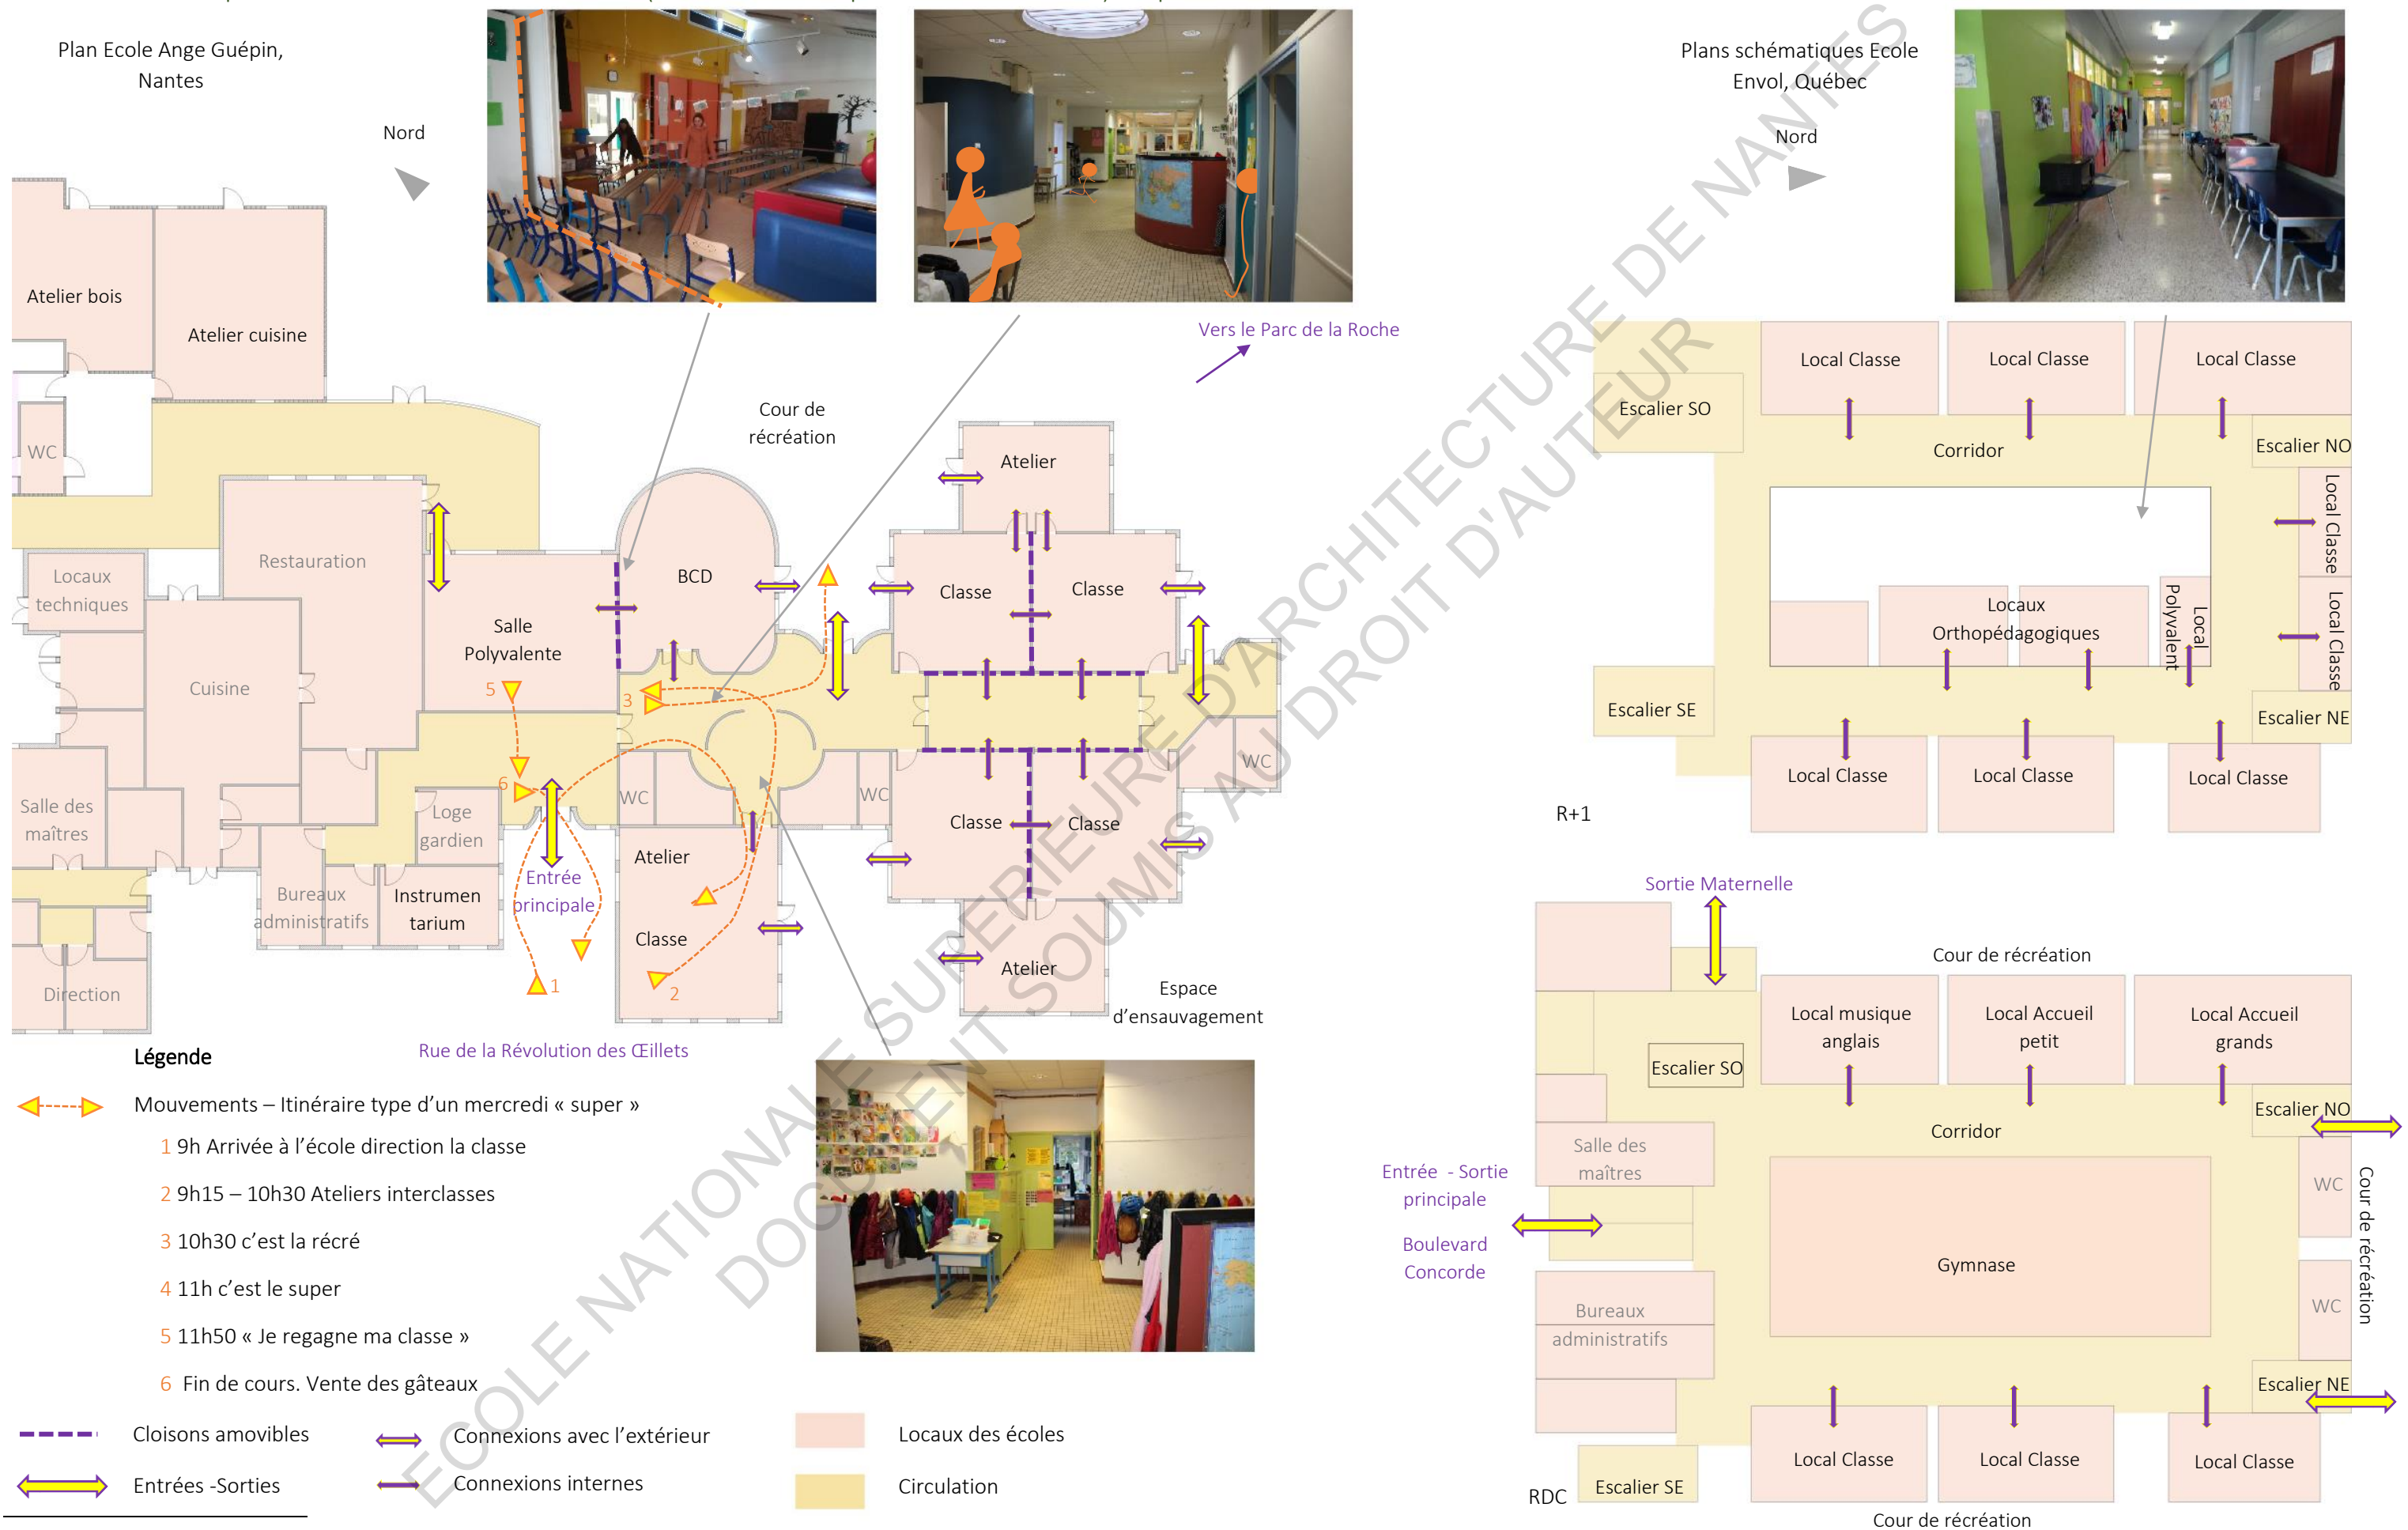 Plan Ecole Ange Guépin,
Nantes
Nord
Atelier bois
Atelier cuisine
WC
Cour de
récréation
Vers le Parc de la Roche
Restauration
Locaux
techniques
Cuisine
Salle
Polyvalente
BCD
Atelier
Classe
Classe
5
3
6
Salle des
maîtres
Loge
gardien
WC
WC
WC
Bureaux
administratifs
Instrumen
tarium
Entrée
principale
Atelier
Classe
Classe
Classe
Atelier
Direction
1
2
Espace
d'ensauvagement
Rue de la Révolution des Œillets
Légende
Mouvements – Itinéraire type d'un mercredi « super »
1 9h Arrivée à l'école direction la classe
2 9h15 – 10h30 Ateliers interclasses
3 10h30 c'est la récré
4 11h c'est le super
5 11h50 « Je regagne ma classe »
6 Fin de cours. Vente des gâteaux
Cloisons amovibles
Entrées -Sorties
Connexions avec l'extérieur
Connexions internes
Locaux des écoles
Circulation
Plans schématiques Ecole
Envol, Québec
Nord
Local Classe
Local Classe
Local Classe
Escalier SO
Corridor
Escalier NO
Local Classe
Local Classe
Locaux
Orthopédagogiques
Local
Polyvalent
Escalier SE
Escalier NE
Local Classe
Local Classe
Local Classe
R+1
Sortie Maternelle
Cour de récréation
Local musique
anglais
Local Accueil
petit
Local Accueil
grands
Escalier SO
Escalier NO
Corridor
Salle des
maîtres
Entrée - Sortie
principale
Boulevard
Concorde
WC
Cour de récréation
Gymnase
WC
Bureaux
administratifs
Escalier NE
Local Classe
Local Classe
Local Classe
Escalier SE
RDC
Cour de récréation
ECOLE NATIONALE SUPERIEURE D'ARCHITECTURE DE NANTES
DOCUMENT SOUMIS AU DROIT D'AUTEUR